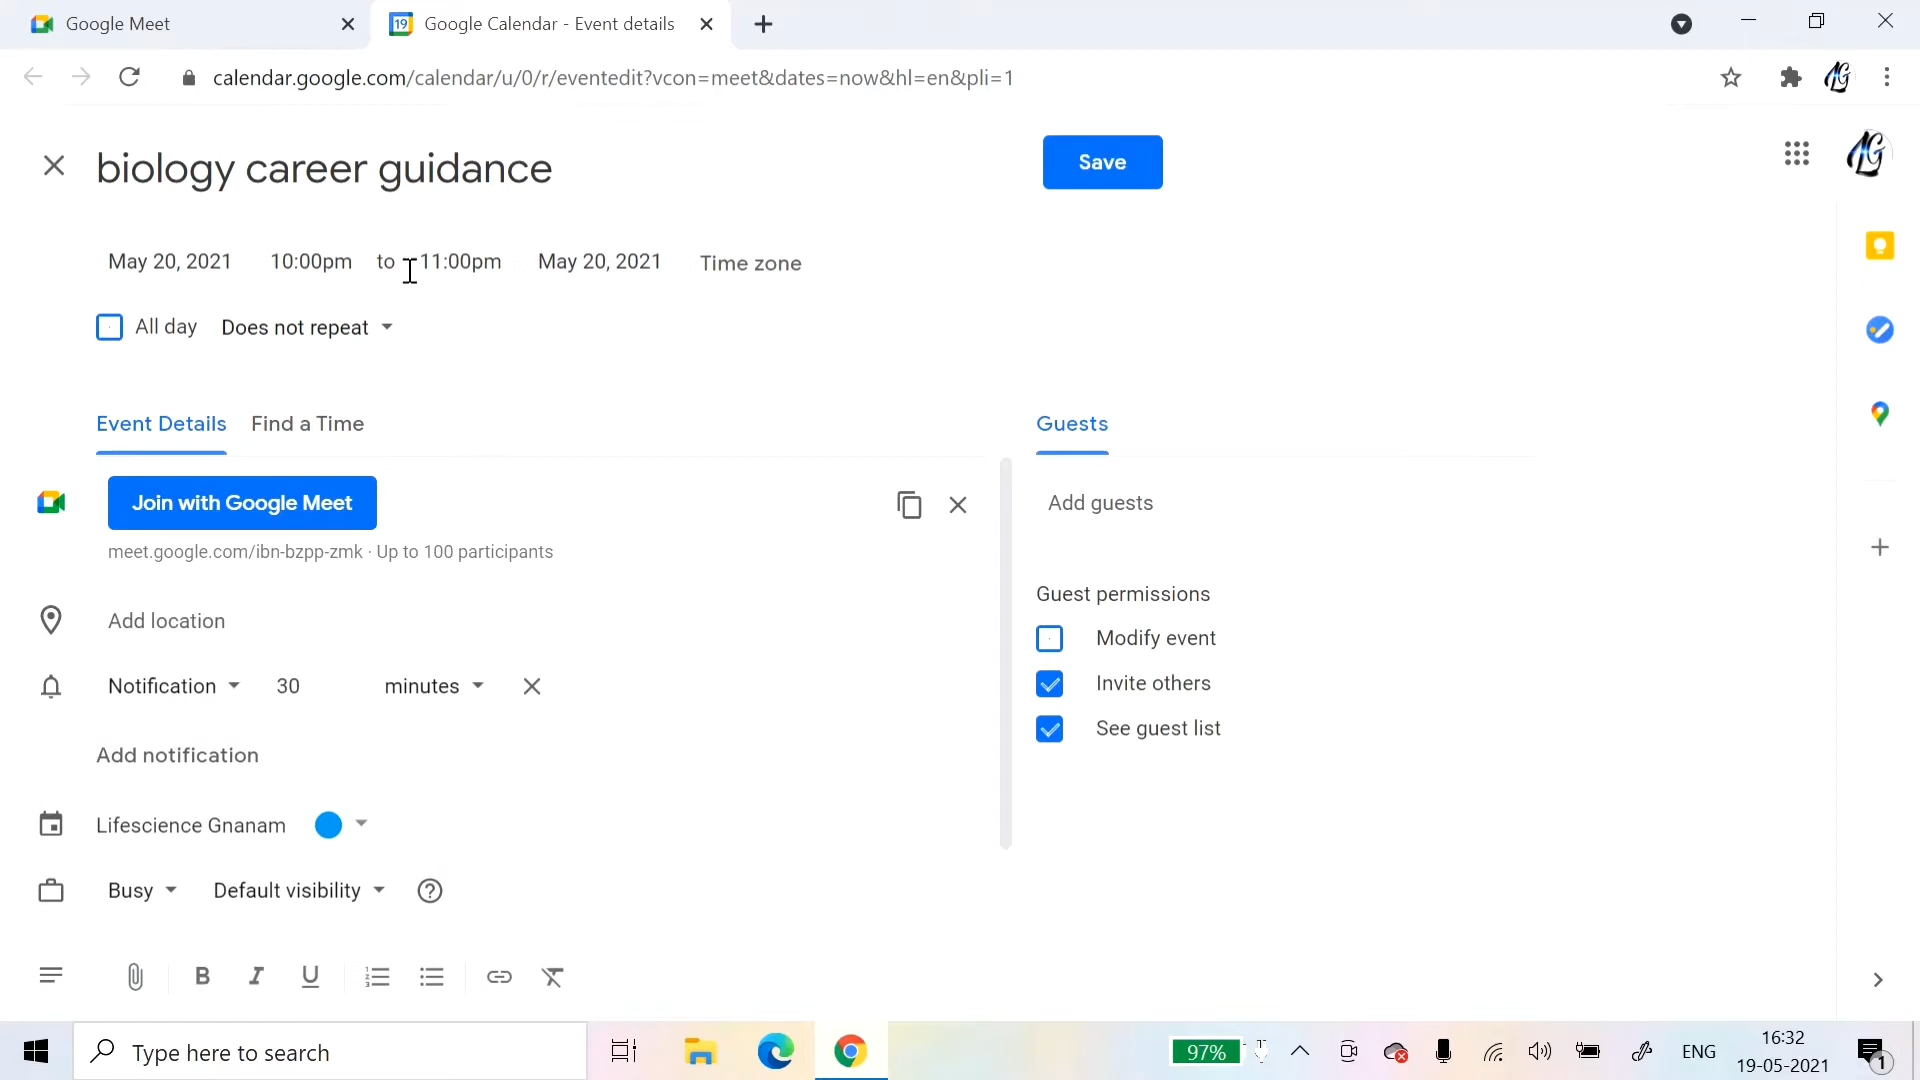 Google Meet
19 Google Calendar - Event details
calendar.google.com/calendar/u/0/r/eventedit?vcon=meet&dates=now&hl=en&pli=1
biology career guidance
Save
May 20, 2021 10:00pm to 11:00pm May 20, 2021 Time zone
All day Does not repeat
Event Details Find a Time
Guests
Join with Google Meet
Add guests
meet.google.com/ibn-bzpp-zmk · Up to 100 participants
Guest permissions
Add location
Modify event
Notification 30 minutes
Invite others
See guest list
Add notification
Lifescience Gnanam
Busy Default visibility
B I U
Type here to search
97%
ENG
16:32
19-05-2021
1